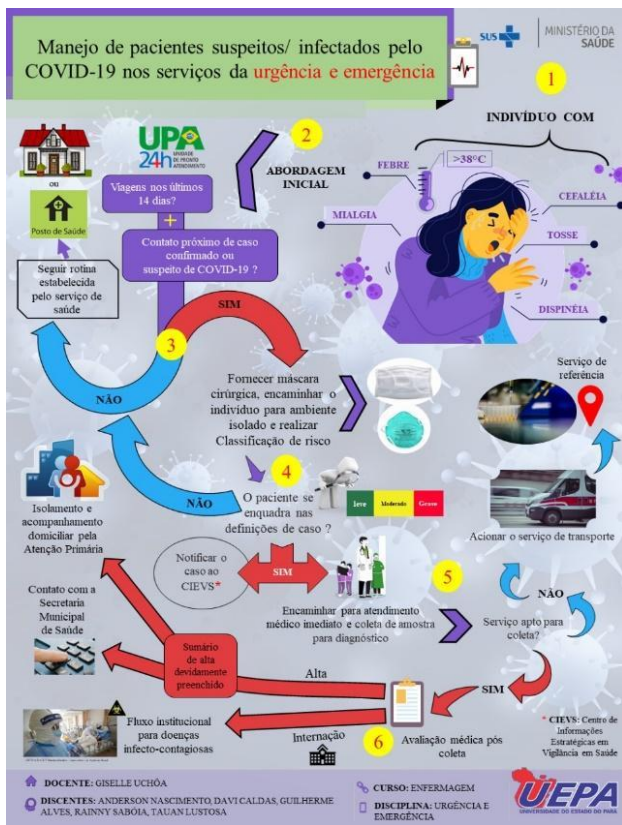 Manejo de pacientes suspeitos/ infectados pelo
COVID-19 nos serviços da urgência e emergência
SUS
MINISTÉRIO DA
SAÚDE
1
INDIVÍDUO COM
FEBRE
>38°C
CEFALÉIA
MIALGIA
TOSSE
DISPINÉIA
2
ABORDAGEM
INICIAL
UPA
24h
UNIDADE
DE PRONTO
ATENDIMENTO
ou
Posto de Saúde
Viagens nos últimos
14 dias?
+
Contato próximo de caso
confirmado ou
suspeito de COVID-19 ?
Seguir rotina
estabelecida
pelo serviço de
saúde
3
SIM
NÃO
Fornecer máscara
cirúrgica, encaminhar o
indivíduo para ambiente
isolado e realizar
Classificação de risco
4
NÃO
O paciente se
enquadra nas
definições de caso ?
Leve
Moderado
Grave
SIM
Notificar o
caso ao
CIEVS*
5
Encaminhar para atendimento
médico imediato e coleta de amostra
para diagnóstico
Serviço de
referência
Acionar o serviço de transporte
NÃO
Serviço apto para
coleta?
SIM
Isolamento e
acompanhamento
domiciliar pela
Atenção Primária
Contato com a
Secretaria
Municipal
de Saúde
Sumário
de alta
devidamente
preenchido
Alta
Fluxo institucional
para doenças
infecto-contagiosas
Internação
6
Avaliação médica pós
coleta
* CIEVS: Centro de
Informações
Estratégicas em
Vigilância em Saúde
DOCENTE: GISELLE UCHÔA
DISCENTES: ANDERSON NASCIMENTO, DAVI CALDAS, GUILHERME
ALVES, RAINNY SABÓIA, TAUAN LUSTOSA
CURSO: ENFERMAGEM
DISCIPLINA: URGÊNCIA E
EMERGÊNCIA
UEPA
UNIVERSIDADE DO ESTADO DO PARÁ